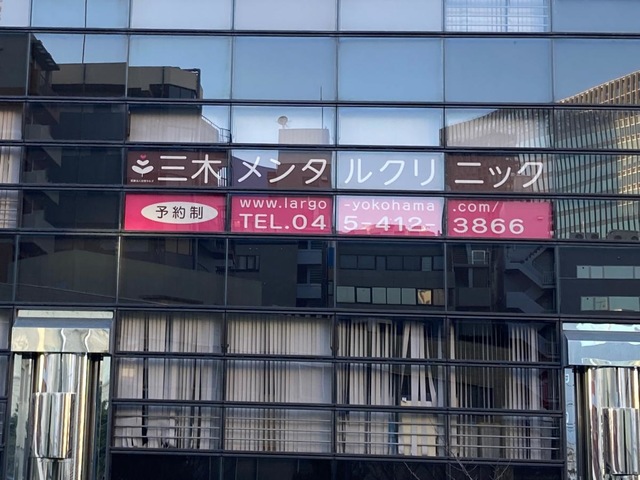 三木メンタルクリニック
予約制
www.largo-yokohama.com/
TEL.045-412-3866